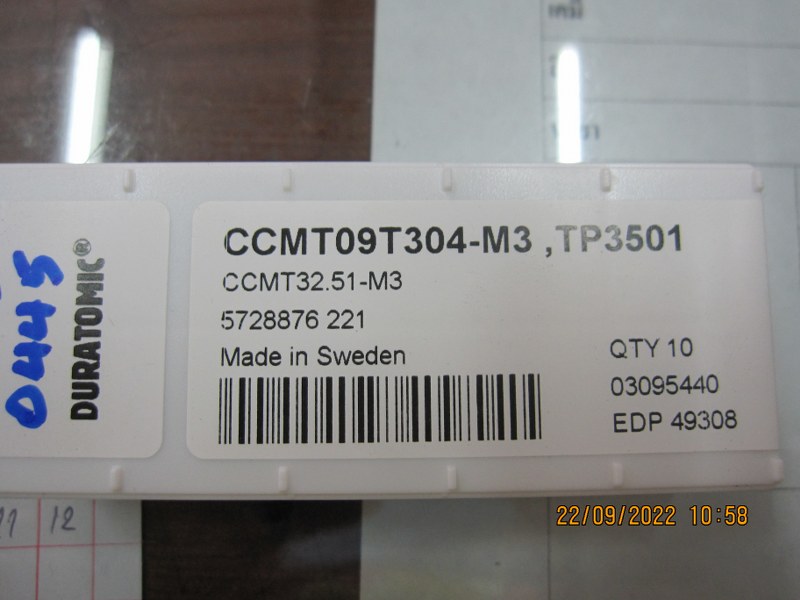 CCMT09T304-M3 ,TP3501
CCMT32.51-M3
5728876 221
Made in Sweden
QTY 10
03095440
EDP 49308
DURATOMIC®
0445
12
22/09/2022 10:58